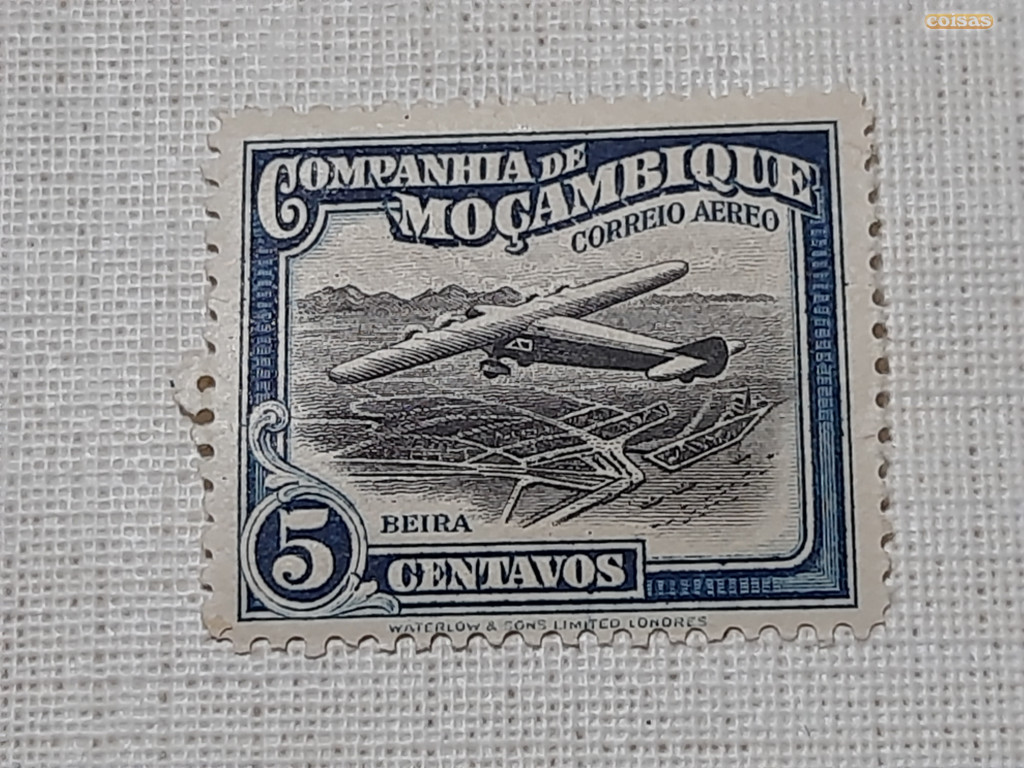 coisas
COMPANHIA DE
MOÇAMBIQUE
CORREIO AEREO
BEIRA
5
CENTAVOS
WATERLOW & SONS LIMITED LONDRES